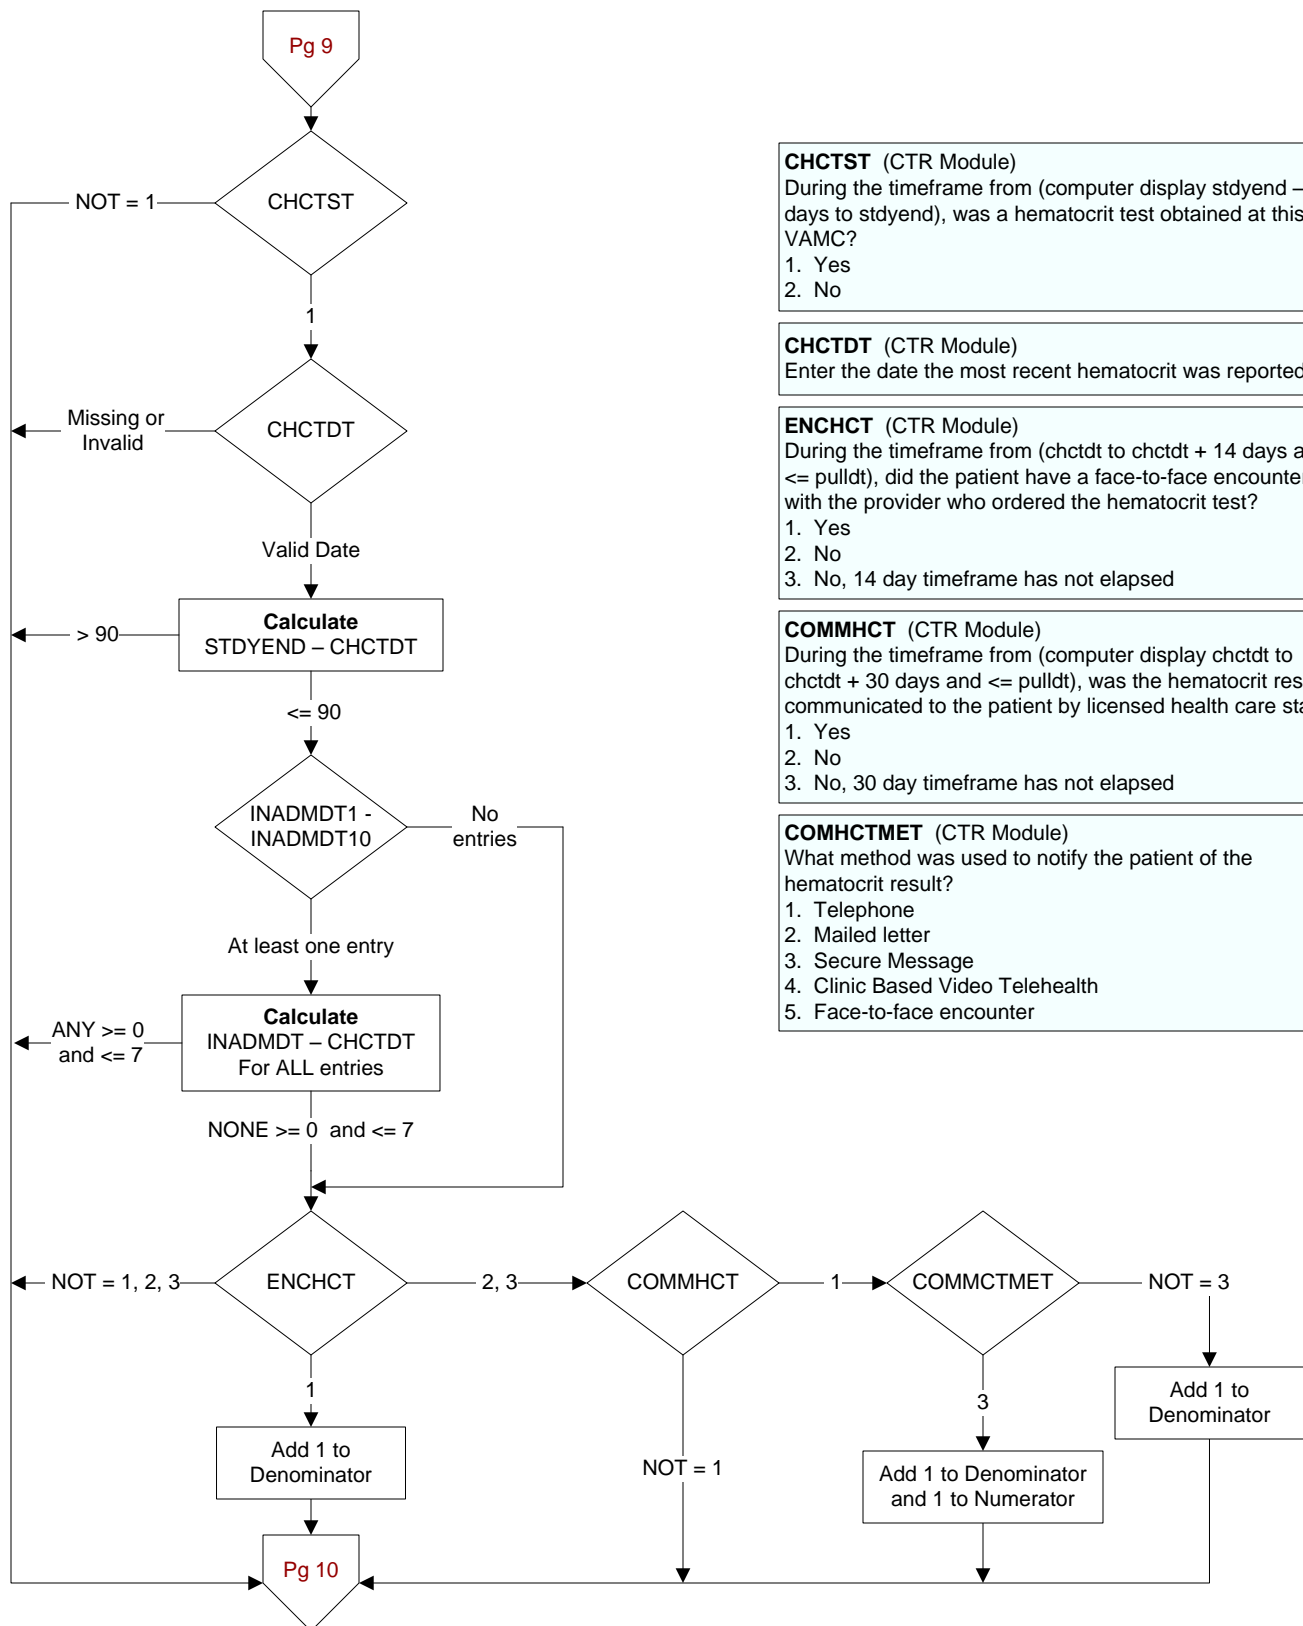 Pg 9
CHCTST
NOT = 1
1
CHCTDT
Missing or
Invalid
Valid Date
Calculate
STDYEND – CHCTDT
> 90
<= 90
INADMDT1 -
INADMDT10
No
entries
At least one entry
Calculate
INADMDT – CHCTDT
For ALL entries
ANY >= 0
and <= 7
NONE >= 0 and <= 7
ENCHCT
NOT = 1, 2, 3
2, 3
COMMHCT
1
COMMCTMET
NOT = 3
1
Add 1 to
Denominator
NOT = 1
3
Add 1 to Denominator
and 1 to Numerator
Add 1 to
Denominator
Pg 10
CHCTST (CTR Module)
During the timeframe from (computer display stdyend –
days to stdyend), was a hematocrit test obtained at this
VAMC?
1. Yes
2. No
CHCTDT (CTR Module)
Enter the date the most recent hematocrit was reported
ENCHCT (CTR Module)
During the timeframe from (chctdt to chctdt + 14 days
<= pulldt), did the patient have a face-to-face
with the provider who ordered the hematocrit test?
1. Yes
2. No
3. No, 14 day timeframe has not elapsed
COMMHCT (CTR Module)
During the timeframe from (computer display chctdt to
chctdt + 30 days and <= pulldt), was the hematocrit
communicated to the patient by licensed health care
1. Yes
2. No
3. No, 30 day timeframe has not elapsed
COMHCTMET (CTR Module)
What method was used to notify the patient of the
hematocrit result?
1. Telephone
2. Mailed letter
3. Secure Message
4. Clinic Based Video Telehealth
5. Face-to-face encounter